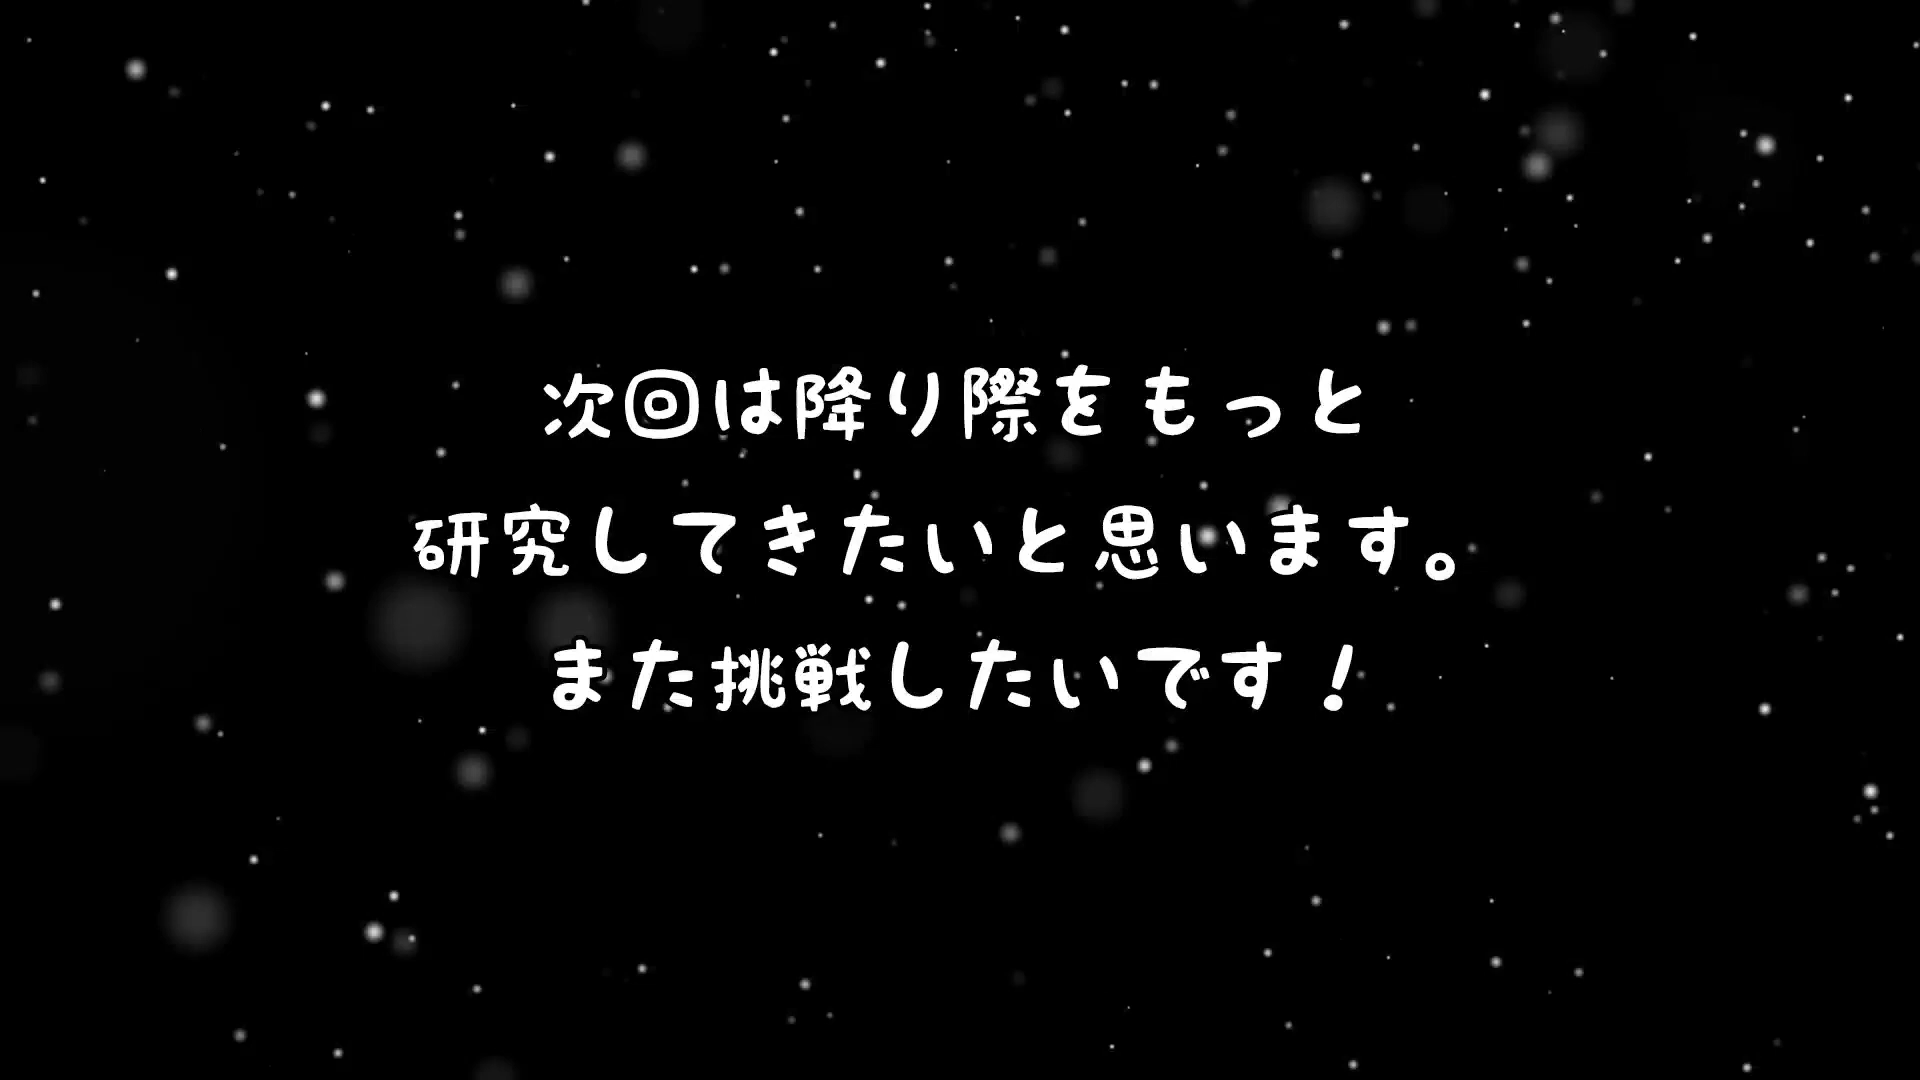 次回は降り際をもっと
研究してきたいと思います。
また挑戦したいです！